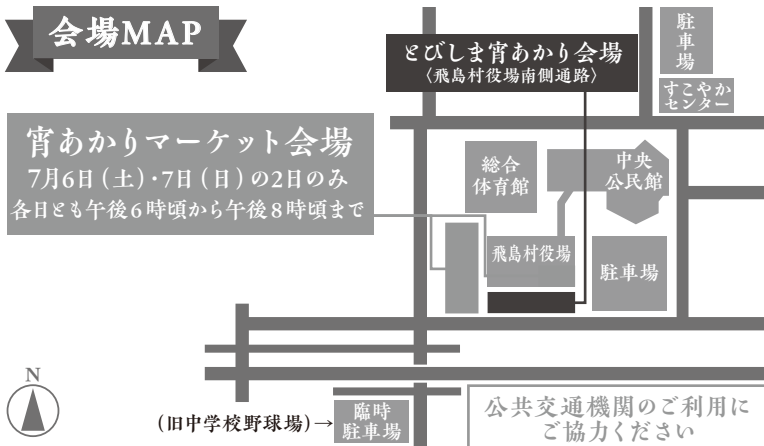 会場MAP
とびしま宵あかり会場
〈飛島村役場南側通路〉
駐車場
すこやか
センター
宵あかりマーケット会場
7月6日(土)・7日(日)の2日のみ
各日とも午後6時頃から午後8時頃まで
総合
体育館
中央
公民館
飛島村役場
駐車場
N
(旧中学校野球場)→
臨時
駐車場
公共交通機関のご利用に
ご協力ください